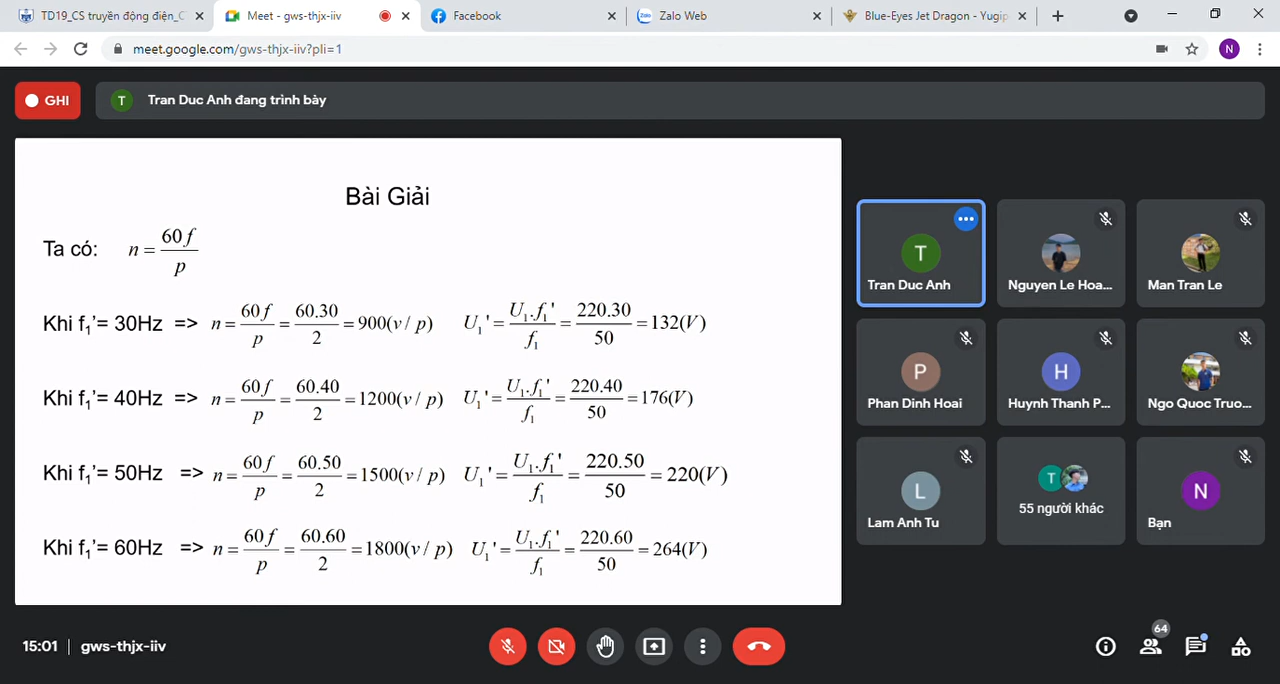 TD19_CS truyền động điện_C
Meet - gws-thjx-iiv
Facebook
Zalo Web
Blue-Eyes Jet Dragon - Yugip
meet.google.com/gws-thjx-iiv?pli=1
N
GHI
T Tran Duc Anh đang trình bày
Bài Giải
Ta có: n = 60f / p
Khi f₁'= 30Hz => n = 60f / p = 60.30 / 2 = 900(v / p) U₁' = U₁.f₁' / f₁ = 220.30 / 50 = 132(V)
Khi f₁'= 40Hz => n = 60f / p = 60.40 / 2 = 1200(v / p) U₁' = U₁.f₁' / f₁ = 220.40 / 50 = 176(V)
Khi f₁'= 50Hz => n = 60f / p = 60.50 / 2 = 1500(v / p) U₁' = U₁.f₁' / f₁ = 220.50 / 50 = 220(V)
Khi f₁'= 60Hz => n = 60f / p = 60.60 / 2 = 1800(v / p) U₁' = U₁.f₁' / f₁ = 220.60 / 50 = 264(V)
T
Tran Duc Anh
Nguyen Le Hoa...
Man Tran Le
P
Phan Dinh Hoai
H
Huynh Thanh P...
Ngo Quoc Truo...
L
Lam Anh Tu
T
55 người khác
N
Bạn
15:01 | gws-thjx-iiv
64